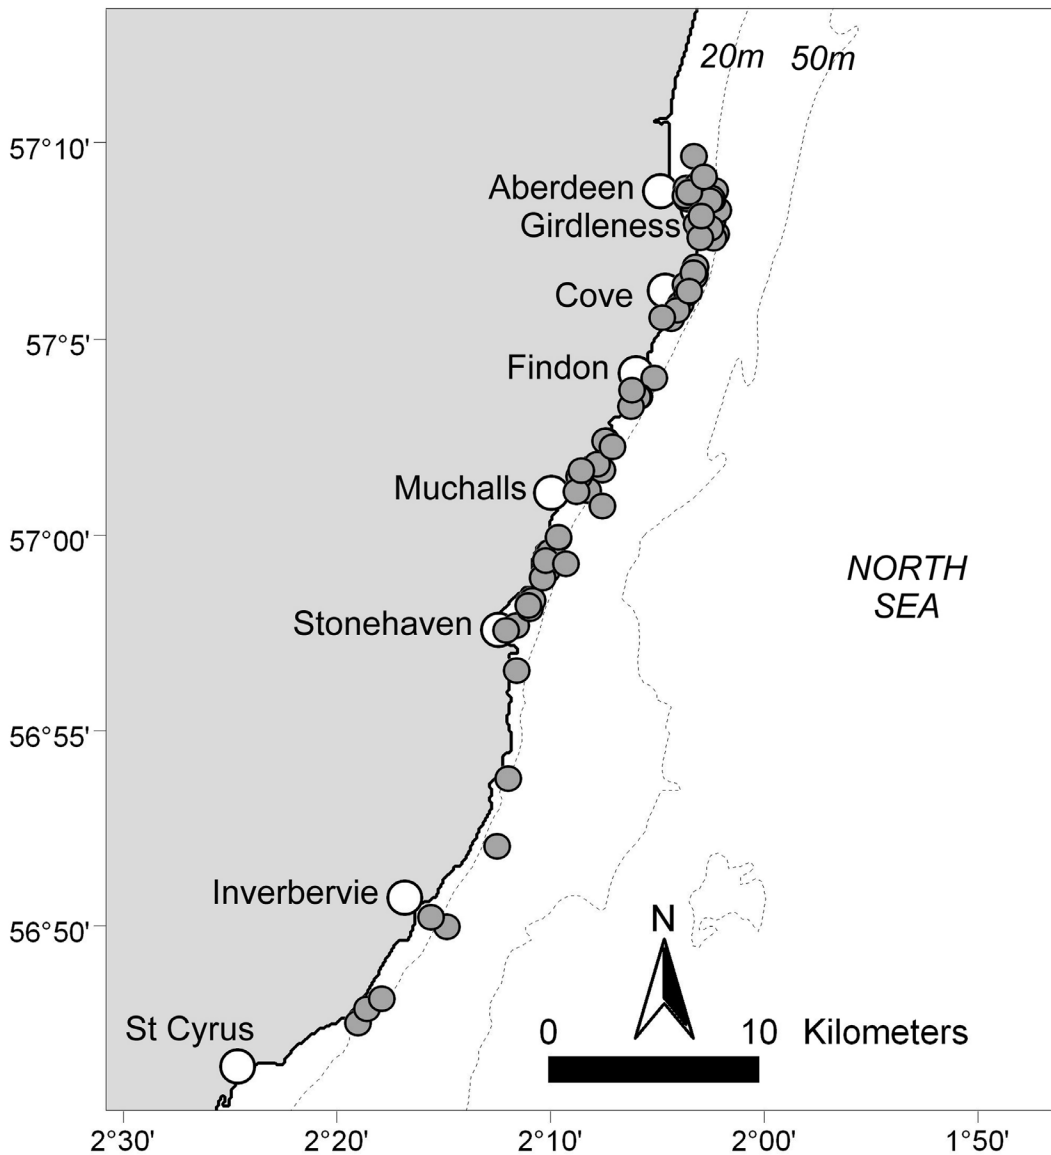 20m 50m
57°10'
Aberdeen
Girdleness
Cove
57°5'
Findon
Muchalls
57°00'
NORTH
SEA
Stonehaven
56°55'
Inverbervie
56°50'
N
St Cyrus
0 10 Kilometers
2°30' 2°20' 2°10' 2°00' 1°50'